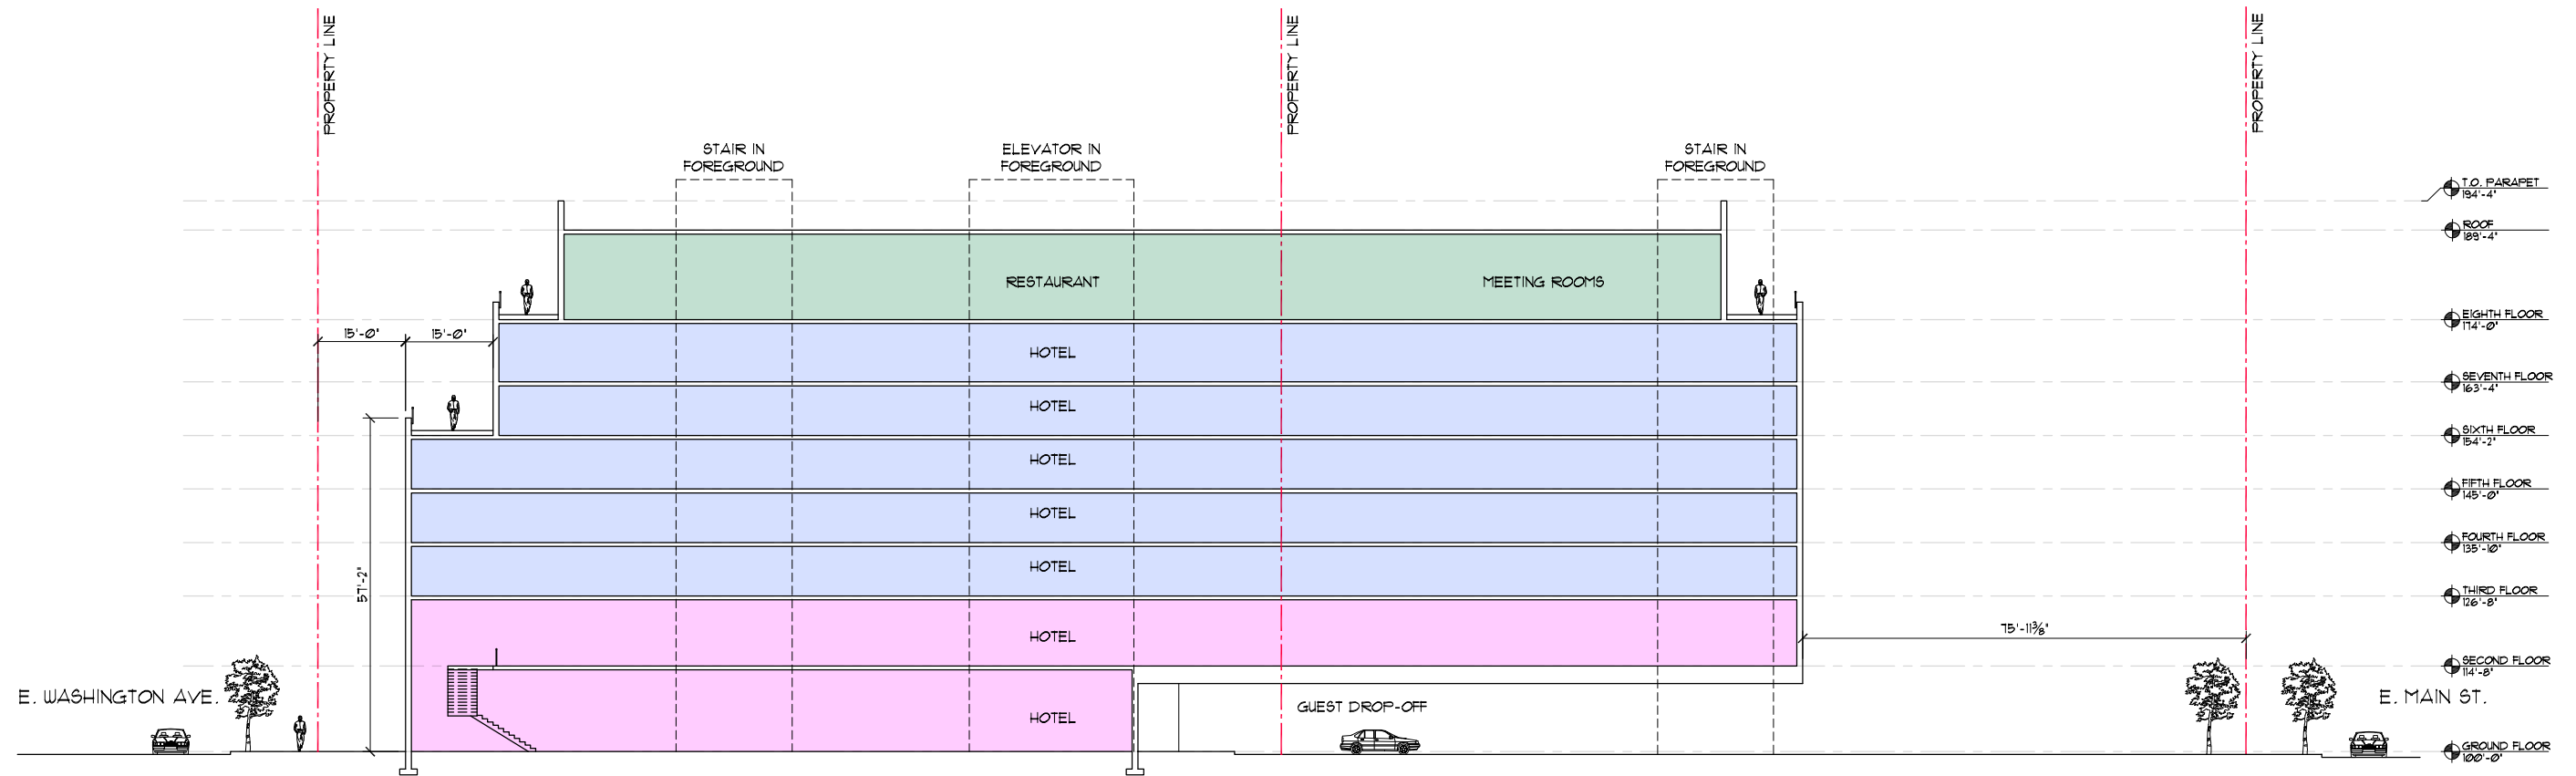 PROPERTY LINE
PROPERTY LINE
PROPERTY LINE
STAIR IN
FOREGROUND
ELEVATOR IN
FOREGROUND
STAIR IN
FOREGROUND
T.O. PARAPET
194'-4"
ROOF
189'-4"
RESTAURANT
MEETING ROOMS
EIGHTH FLOOR
174'-0"
15'-0"
15'-0"
HOTEL
SEVENTH FLOOR
163'-4"
HOTEL
SIXTH FLOOR
154'-2"
HOTEL
FIFTH FLOOR
145'-0"
HOTEL
FOURTH FLOOR
135'-10"
HOTEL
57'-2"
THIRD FLOOR
126'-8"
HOTEL
75'-11⅜"
SECOND FLOOR
114'-8"
E. WASHINGTON AVE.
E. MAIN ST.
GUEST DROP-OFF
HOTEL
GROUND FLOOR
100'-0"